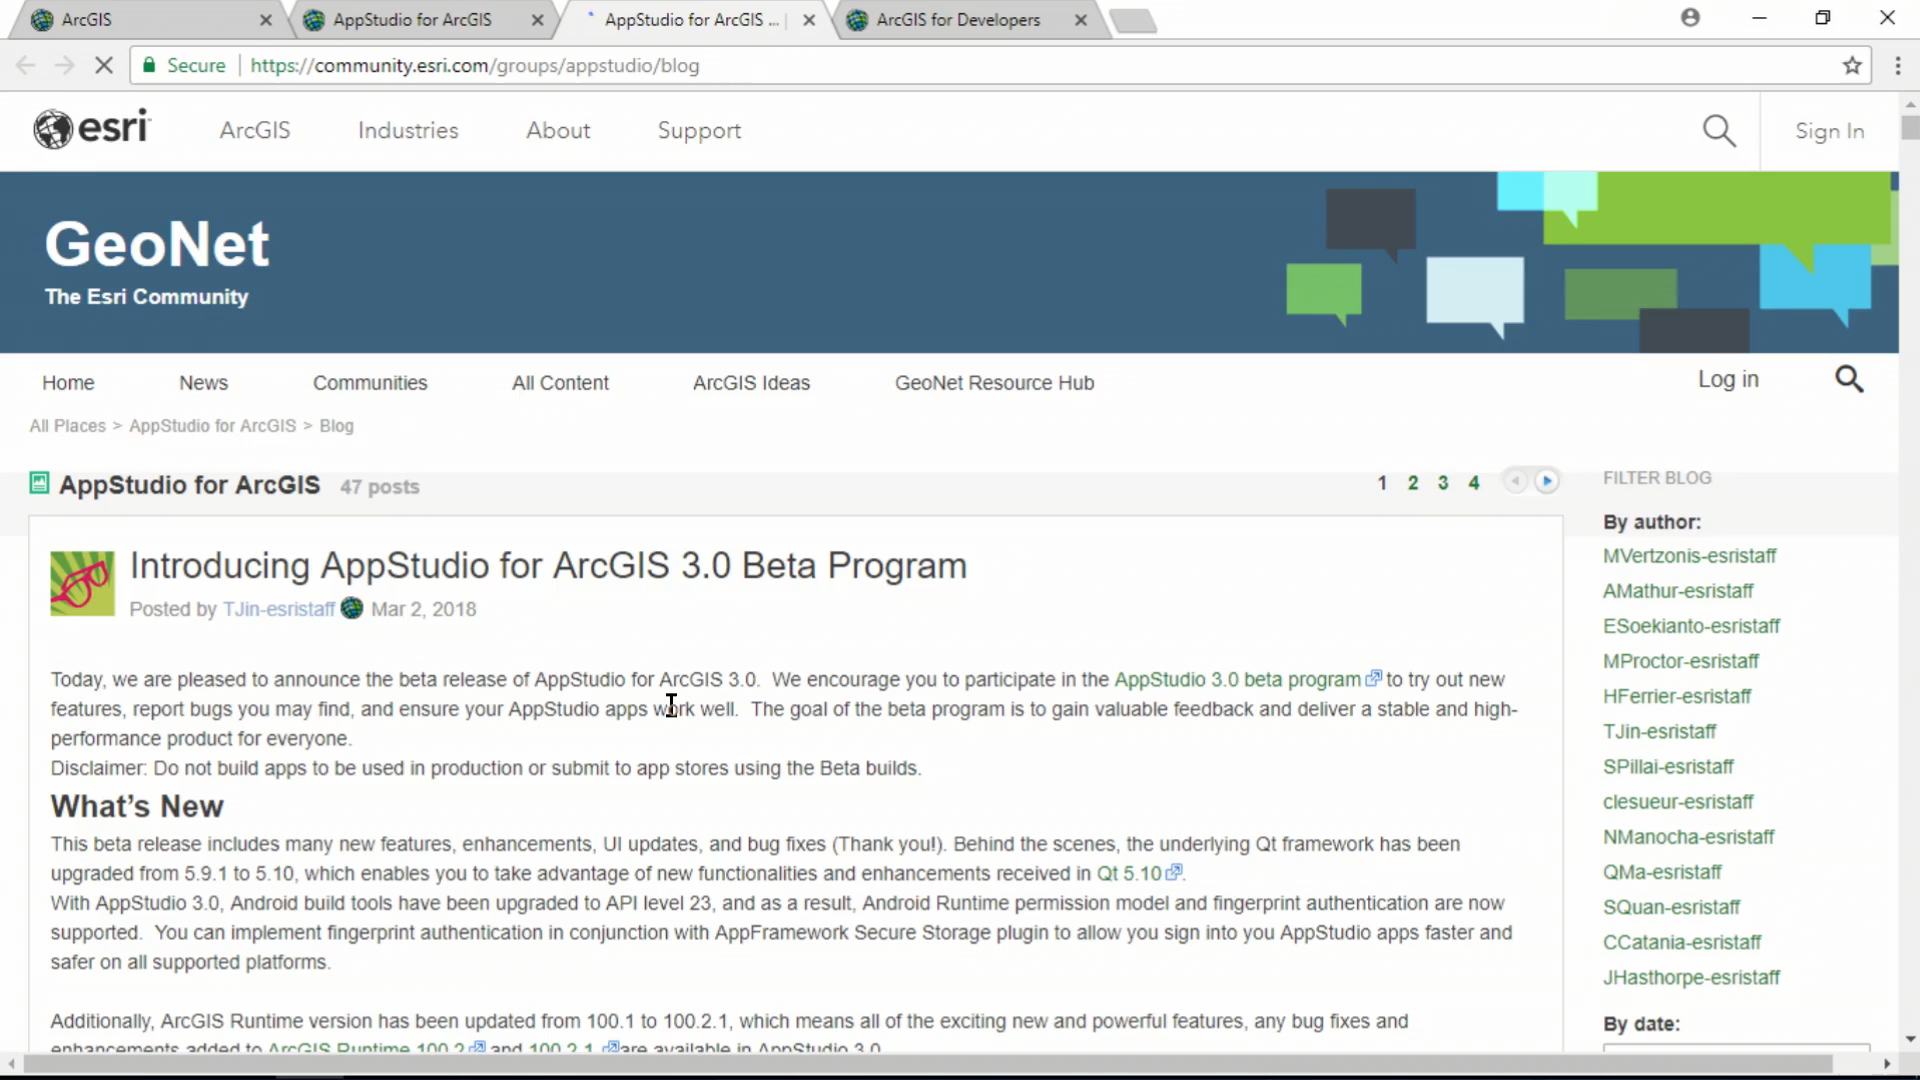 ArcGIS
AppStudio for ArcGIS
AppStudio for ArcGIS ...
ArcGIS for Developers
Secure
https://community.esri.com/groups/appstudio/blog
esri
ArcGIS
Industries
About
Support
Sign In
GeoNet
The Esri Community
Home
News
Communities
All Content
ArcGIS Ideas
GeoNet Resource Hub
Log in
All Places > AppStudio for ArcGIS > Blog
AppStudio for ArcGIS 47 posts
1 2 3 4
Introducing AppStudio for ArcGIS 3.0 Beta Program
Posted by TJin-esristaff Mar 2, 2018
Today, we are pleased to announce the beta release of AppStudio for ArcGIS 3.0. We encourage you to participate in the AppStudio 3.0 beta program to try out new
features, report bugs you may find, and ensure your AppStudio apps work well. The goal of the beta program is to gain valuable feedback and deliver a stable and high-
performance product for everyone.
Disclaimer: Do not build apps to be used in production or submit to app stores using the Beta builds.
What's New
This beta release includes many new features, enhancements, UI updates, and bug fixes (Thank you!). Behind the scenes, the underlying Qt framework has been
upgraded from 5.9.1 to 5.10, which enables you to take advantage of new functionalities and enhancements received in Qt 5.10.
With AppStudio 3.0, Android build tools have been upgraded to API level 23, and as a result, Android Runtime permission model and fingerprint authentication are now
supported. You can implement fingerprint authentication in conjunction with AppFramework Secure Storage plugin to allow you sign into you AppStudio apps faster and
safer on all supported platforms.
Additionally, ArcGIS Runtime version has been updated from 100.1 to 100.2.1, which means all of the exciting new and powerful features, any bug fixes and
enhancements added to ArcGIS Runtime 100.2 and 100.2.1 are available in AppStudio 3.0
FILTER BLOG
By author:
MVertzonis-esristaff
AMathur-esristaff
ESoekianto-esristaff
MProctor-esristaff
HFerrier-esristaff
TJin-esristaff
SPillai-esristaff
clesueur-esristaff
NManocha-esristaff
QMa-esristaff
SQuan-esristaff
CCatania-esristaff
JHasthorpe-esristaff
By date: